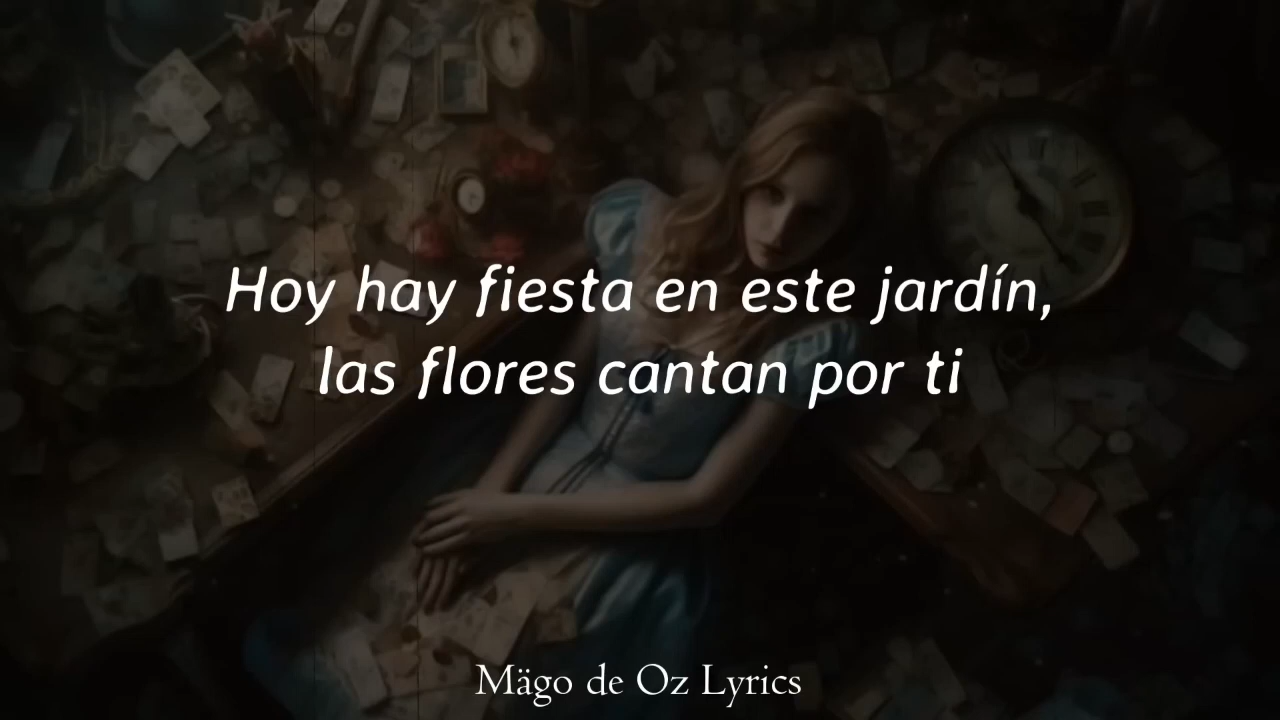 Hoy hay fiesta en este jardín,
las flores cantan por ti
Mägo de Oz Lyrics